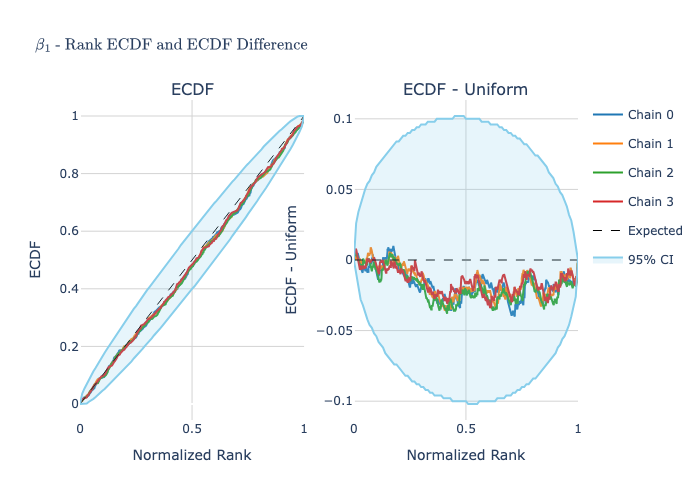 β₁ - Rank ECDF and ECDF Difference
ECDF
ECDF - Uniform
1
0.8
0.6
0.4
0.2
0
ECDF
0
0.5
1
Normalized Rank
0.1
0.05
0
−0.05
−0.1
ECDF - Uniform
0
0.5
1
Normalized Rank
Chain 0
Chain 1
Chain 2
Chain 3
Expected
95% CI